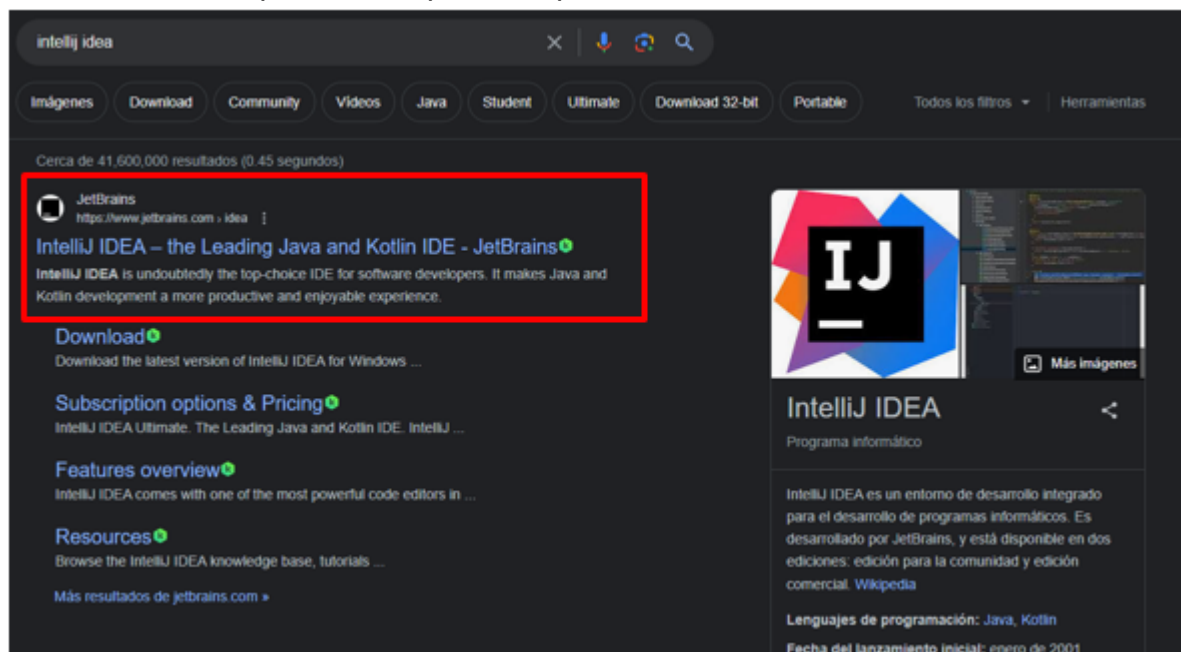 intellij idea
Imágenes Download Community Vídeos Java Student Ultimate Download 32-bit Portable Todos los filtros Herramientas
Cerca de 41,600,000 resultados (0.45 segundos)
JetBrains
https://www.jetbrains.com › idea
IntelliJ IDEA – the Leading Java and Kotlin IDE - JetBrains
IntelliJ IDEA is undoubtedly the top-choice IDE for software developers. It makes Java and
Kotlin development a more productive and enjoyable experience.
Download
Download the latest version of IntelliJ IDEA for Windows ...
Subscription options & Pricing
IntelliJ IDEA Ultimate. The Leading Java and Kotlin IDE. IntelliJ ...
Features overview
IntelliJ IDEA comes with one of the most powerful code editors in ...
Resources
Browse the IntelliJ IDEA knowledge base, tutorials ...
Más resultados de jetbrains.com »
IJ
Más imágenes
IntelliJ IDEA
Programa informático
IntelliJ IDEA es un entorno de desarrollo integrado
para el desarrollo de programas informáticos. Es
desarrollado por JetBrains, y está disponible en dos
ediciones: edición para la comunidad y edición
comercial. Wikipedia
Lenguajes de programación: Java, Kotlin
Fecha del lanzamiento inicial: enero de 2001